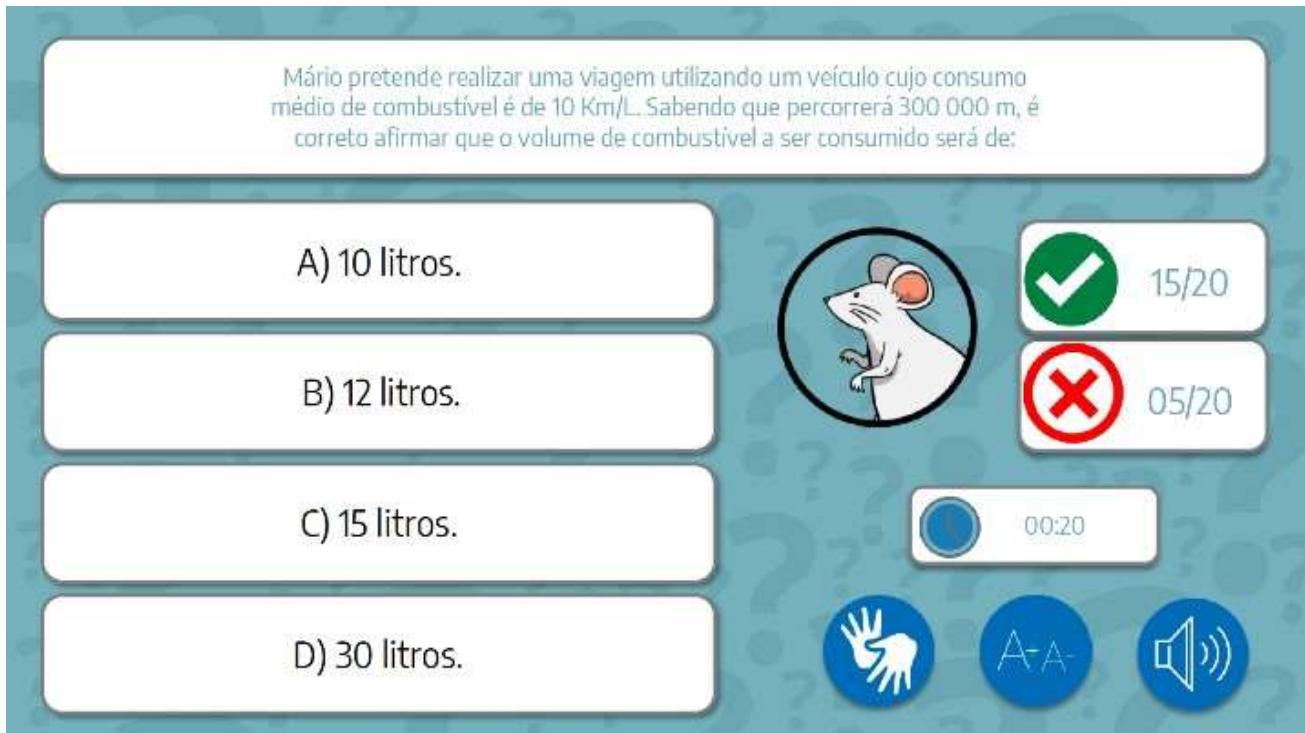 Mário pretende realizar uma viagem utilizando um veículo cujo consumo
médio de combustível é de 10 Km/L. Sabendo que percorrerá 300 000 m, é
correto afirmar que o volume de combustível a ser consumido será de:
A) 10 litros.
B) 12 litros.
C) 15 litros.
D) 30 litros.
15/20
05/20
00:20
A+A-